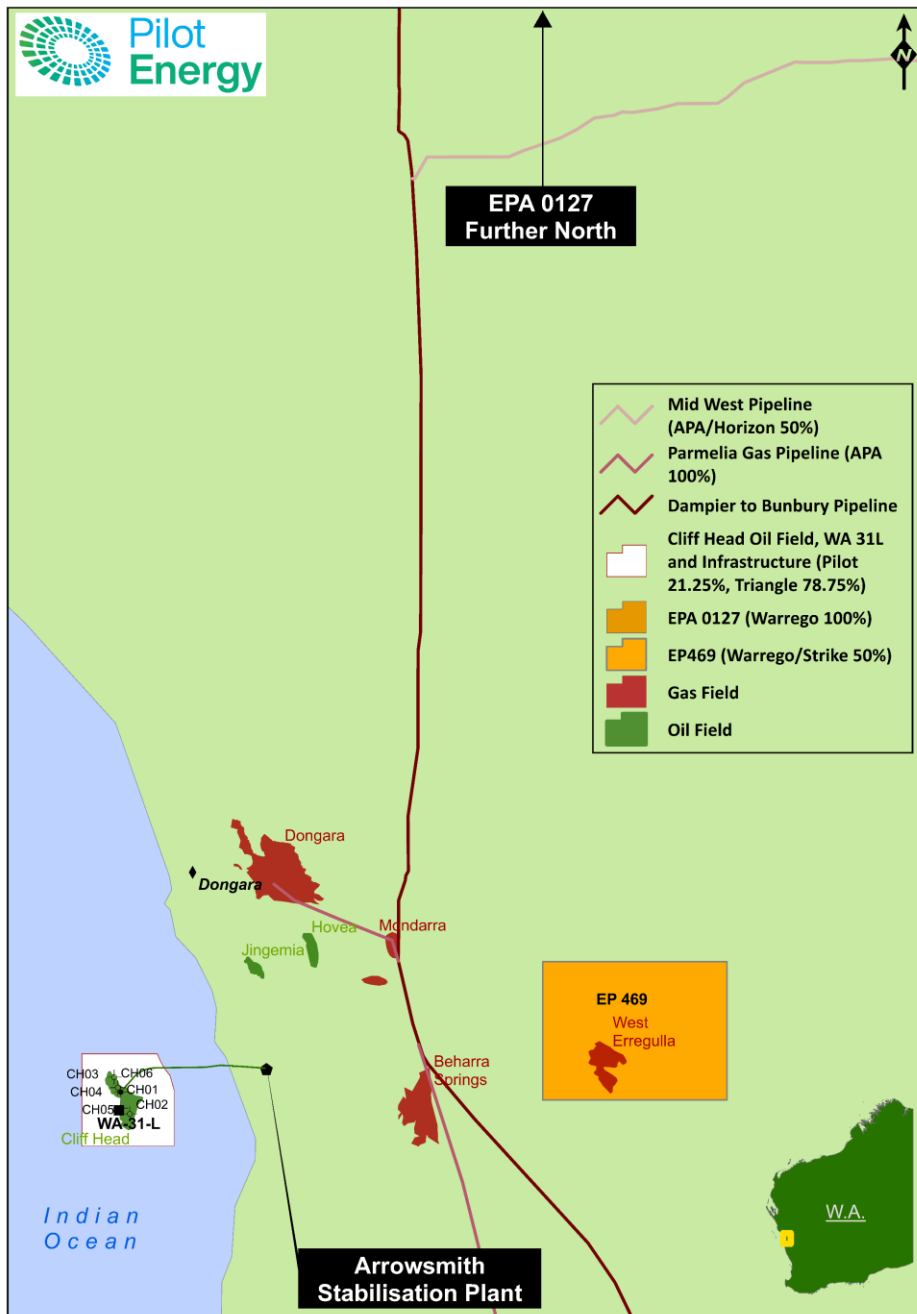 Pilot
Energy
N
EPA 0127
Further North
Mid West Pipeline
(APA/Horizon 50%)
Parmelia Gas Pipeline (APA
100%)
Dampier to Bunbury Pipeline
Cliff Head Oil Field, WA 31L
and Infrastructure (Pilot
21.25%, Triangle 78.75%)
EPA 0127 (Warrego 100%)
EP469 (Warrego/Strike 50%)
Gas Field
Oil Field
Dongara
Dongara
Hovea
Mondarra
Jingemia
EP 469
West
Erregulla
Beharra
Springs
CH03
CH06
CH04
CH01
CH05
CH02
WA-31-L
Cliff Head
Indian
Ocean
W.A.
Arrowsmith
Stabilisation Plant